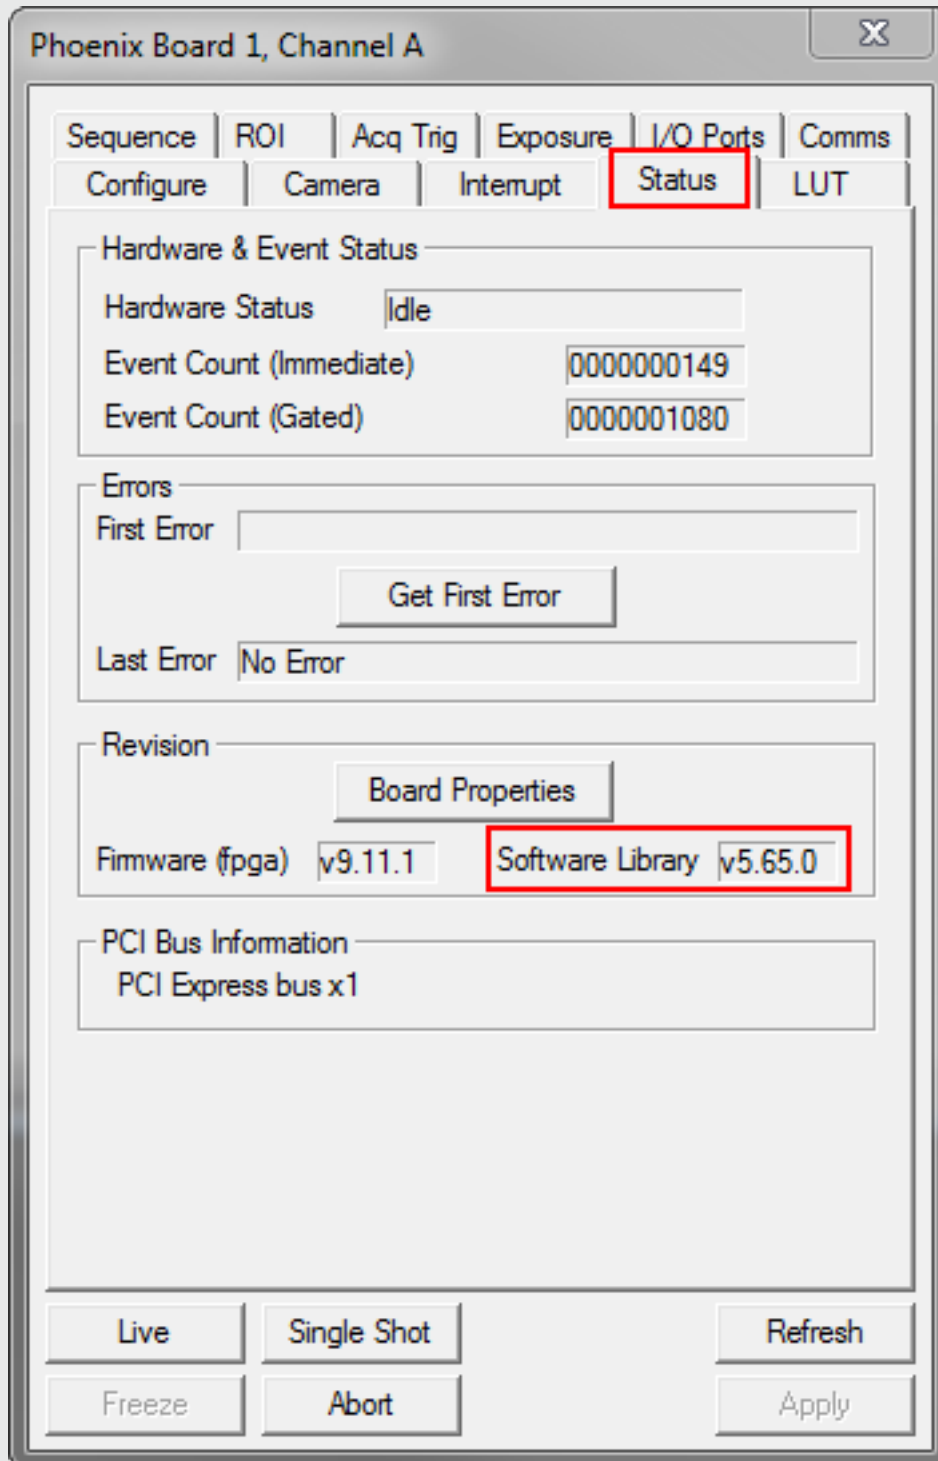 Phoenix Board 1, Channel A
Sequence ROI Acq Trig Exposure I/O Ports Comms
Configure Camera Interrupt Status LUT
Hardware & Event Status
Hardware Status Idle
Event Count (Immediate) 0000000149
Event Count (Gated) 0000001080
Errors
First Error
Get First Error
Last Error No Error
Revision
Board Properties
Firmware (fpga) v9.11.1 Software Library v5.65.0
PCI Bus Information
PCI Express bus x1
Live Single Shot Refresh
Freeze Abort Apply